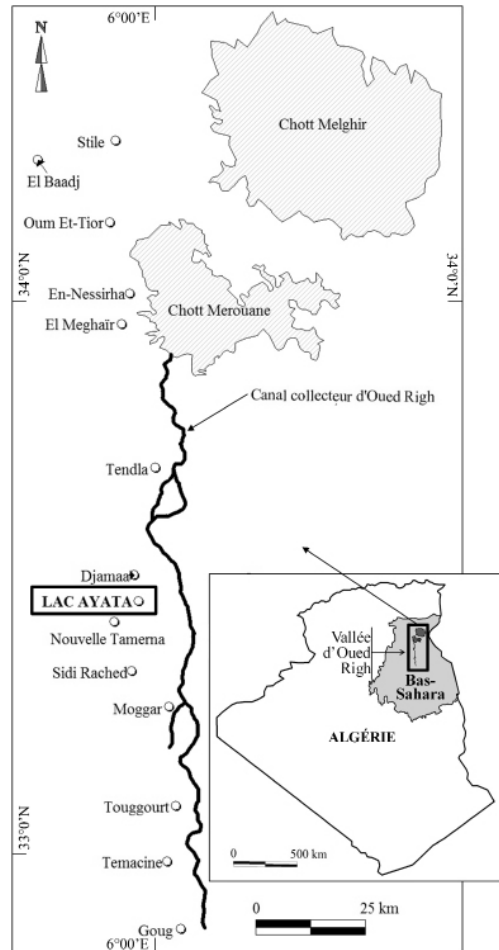 6°00'E
N
Chott Melghir
Stile
El Baadj
Oum Et-Tior
34°0'N
34°0'N
En-Nessirha
Chott Merouane
El Meghaïr
Canal collecteur d'Oued Righ
Tendla
Djamaa
LAC AYATA
Nouvelle Tamerna
Sidi Rached
Moggar
Touggourt
33°0'N
Temacine
Goug
6°00'E
Vallée
d'Oued
Righ
Bas-
Sahara
ALGÉRIE
0 500 km
0 25 km